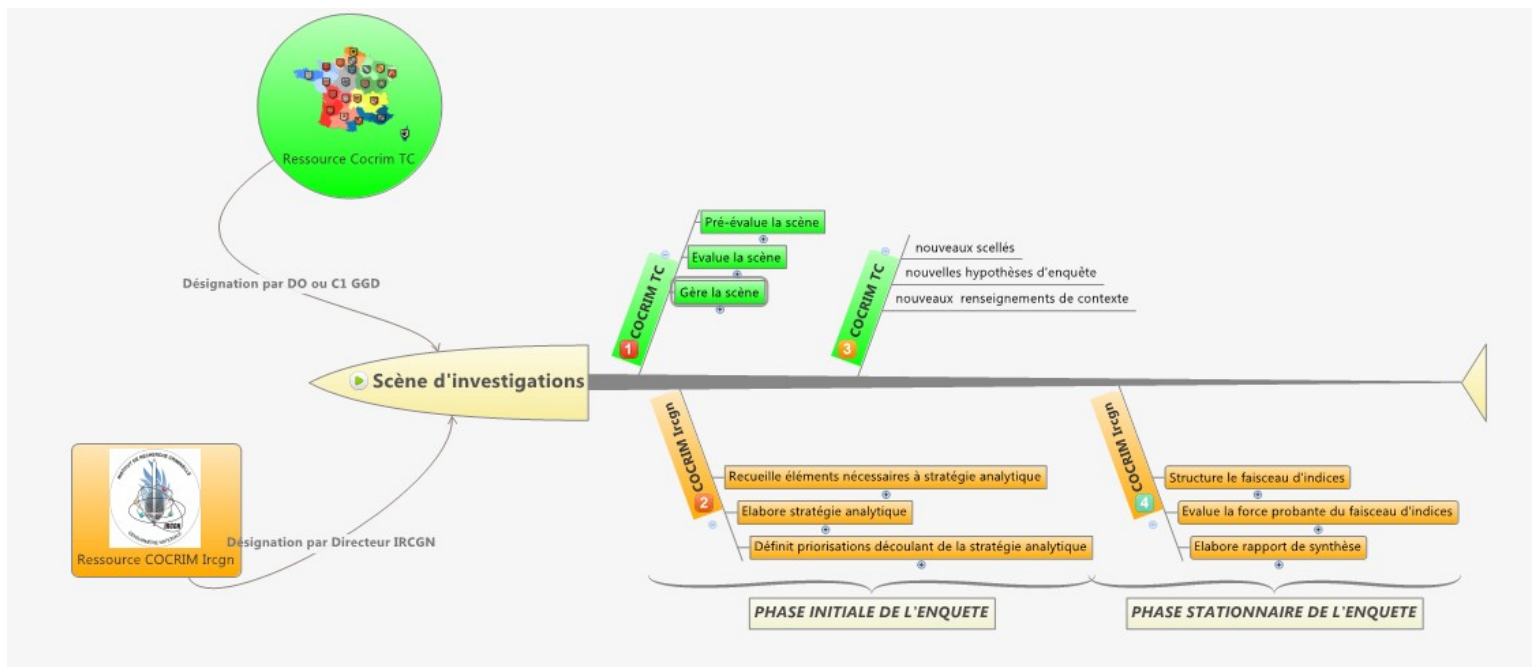 Ressource Cocrim TC
Désignation par DO ou C1 GGD
Scène d'investigations
Désignation par Directeur IRCGN
IRCGN
Ressource COCRIM Ircgn
1
COCRIM TC
Pré-évalue la scène
Evalue la scène
Gère la scène
2
COCRIM Ircgn
Recueille éléments nécessaires à stratégie analytique
Elabore stratégie analytique
Définit priorisations découlant de la stratégie analytique
3
COCRIM TC
nouveaux scellés
nouvelles hypothèses d'enquête
nouveaux renseignements de contexte
4
COCRIM Ircgn
Structure le faisceau d'indices
Evalue la force probante du faisceau d'indices
Elabore rapport de synthèse
PHASE INITIALE DE L'ENQUETE
PHASE STATIONNAIRE DE L'ENQUETE